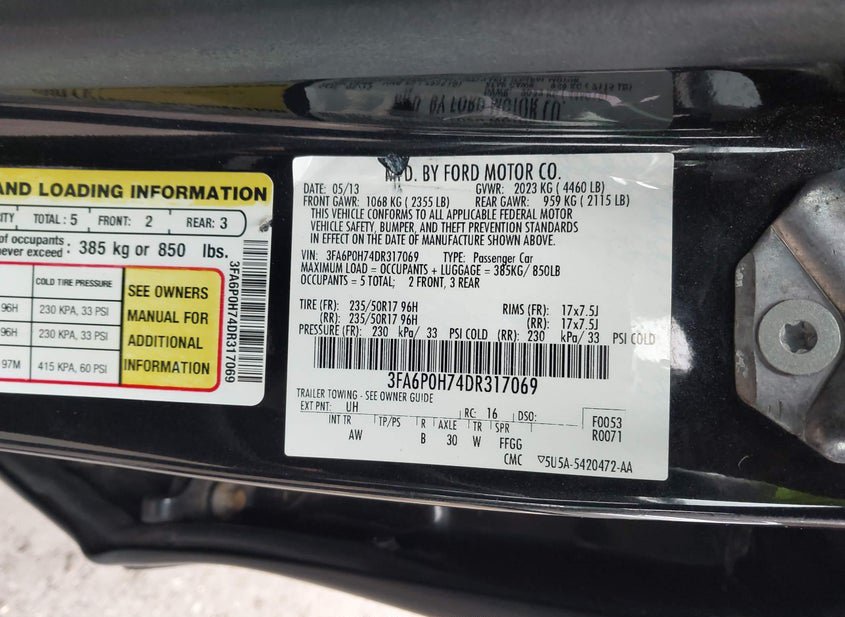 AND LOADING INFORMATION
TOTAL : 5 FRONT: 2 REAR: 3
of occupants : 385 kg or 850 lbs.
never exceed :
COLD TIRE PRESSURE
96H 230 KPA, 33 PSI
96H 230 KPA, 33 PSI
97M 415 KPA, 60 PSI
SEE OWNERS
MANUAL FOR
ADDITIONAL
INFORMATION
3FA6P0H74DR317069
MFD. BY FORD MOTOR CO.
DATE: 05/13 GVWR: 2023 KG ( 4460 LB)
FRONT GAWR: 1068 KG ( 2355 LB) REAR GAWR: 959 KG ( 2115 LB)
THIS VEHICLE CONFORMS TO ALL APPLICABLE FEDERAL MOTOR
VEHICLE SAFETY, BUMPER, AND THEFT PREVENTION STANDARDS
IN EFFECT ON THE DATE OF MANUFACTURE SHOWN ABOVE.
VIN: 3FA6P0H74DR317069 TYPE: Passenger Car
MAXIMUM LOAD = OCCUPANTS + LUGGAGE = 385KG/ 850LB
OCCUPANTS = 5 TOTAL; 2 FRONT, 3 REAR
TIRE (FR): 235/50R17 96H RIMS (FR): 17x7.5J
(RR): 235/50R17 96H (RR): 17x7.5J
PRESSURE (FR): 230 kPa/ 33 PSI COLD (RR): 230 kPa/ 33 PSI COLD
3FA6P0H74DR317069
TRAILER TOWING - SEE OWNER GUIDE
EXT PNT: UH RC: 16 DSO: F0053
INT TR TP/PS R AXLE TR SPR R0071
AW B 30 W FFGG
CMC ▽5U5A-5420472-AA